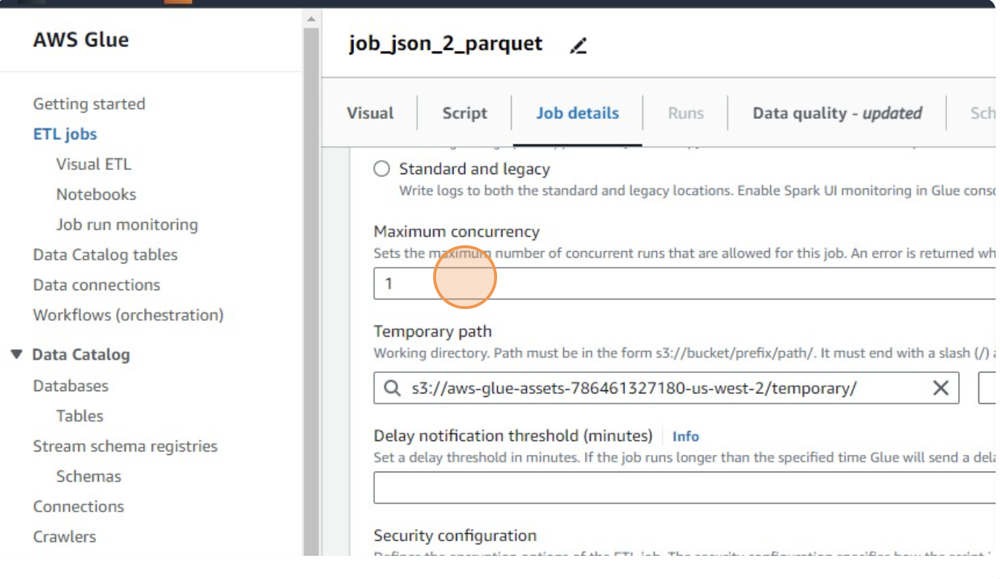 AWS Glue
Getting started
ETL jobs
Visual ETL
Notebooks
Job run monitoring
Data Catalog tables
Data connections
Workflows (orchestration)
Data Catalog
Databases
Tables
Stream schema registries
Schemas
Connections
Crawlers
job_json_2_parquet
Visual Script Job details Runs Data quality - updated Sch
Standard and legacy
Write logs to both the standard and legacy locations. Enable Spark UI monitoring in Glue conso
Maximum concurrency
Sets the maximum number of concurrent runs that are allowed for this job. An error is returned wh
1
Temporary path
Working directory. Path must be in the form s3://bucket/prefix/path/. It must end with a slash (/) a
s3://aws-glue-assets-786461327180-us-west-2/temporary/
Delay notification threshold (minutes) Info
Set a delay threshold in minutes. If the job runs longer than the specified time Glue will send a dela
Security configuration